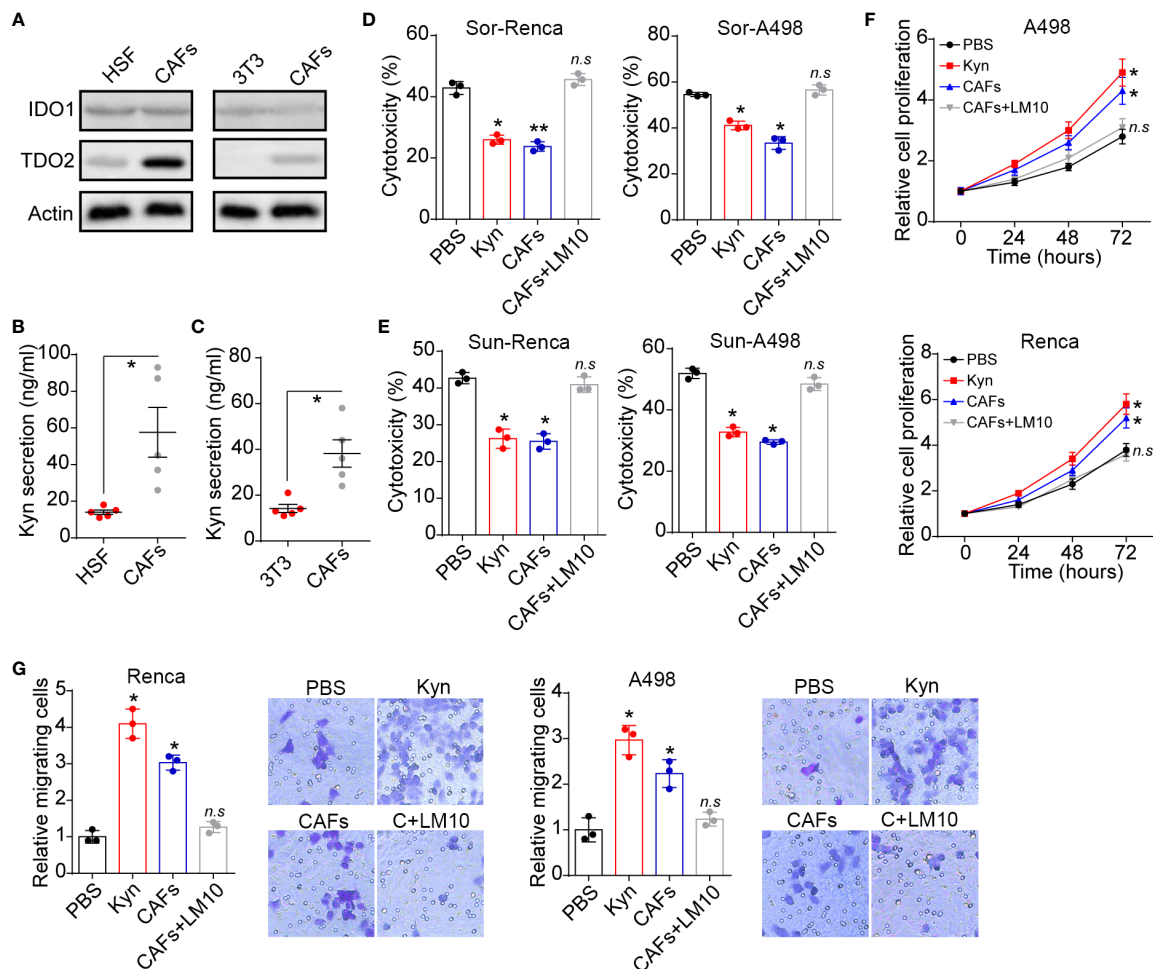 A
HSF CAFs 3T3 CAFs
IDO1
TDO2
Actin
B
Kyn secretion (ng/ml)
100
80
60
40
20
0
*
HSF CAFs
C
Kyn secretion (ng/ml)
80
60
40
20
0
*
3T3 CAFs
D
Sor-Renca
Cytotoxicity (%)
60
40
20
0
* ** n.s
PBS Kyn CAFs CAFs+LM10
Sor-A498
Cytotoxicity (%)
80
60
40
20
0
* * n.s
PBS Kyn CAFs CAFs+LM10
E
Sun-Renca
Cytotoxicity (%)
50
40
30
20
10
0
* * n.s
PBS Kyn CAFs CAFs+LM10
Sun-A498
Cytotoxicity (%)
60
40
20
0
* * n.s
PBS Kyn CAFs CAFs+LM10
F
A498
Relative cell proliferation
6
4
2
0
PBS
Kyn
CAFs
CAFs+LM10
*
*
n.s
0 24 48 72
Time (hours)
Renca
Relative cell proliferation
8
6
4
2
0
PBS
Kyn
CAFs
CAFs+LM10
*
*
n.s
0 24 48 72
Time (hours)
G
Renca
Relative migrating cells
5
4
3
2
1
0
* * n.s
PBS Kyn CAFs CAFs+LM10
PBS Kyn
CAFs C+LM10
A498
Relative migrating cells
4
3
2
1
0
* * n.s
PBS Kyn CAFs CAFs+LM10
PBS Kyn
CAFs C+LM10